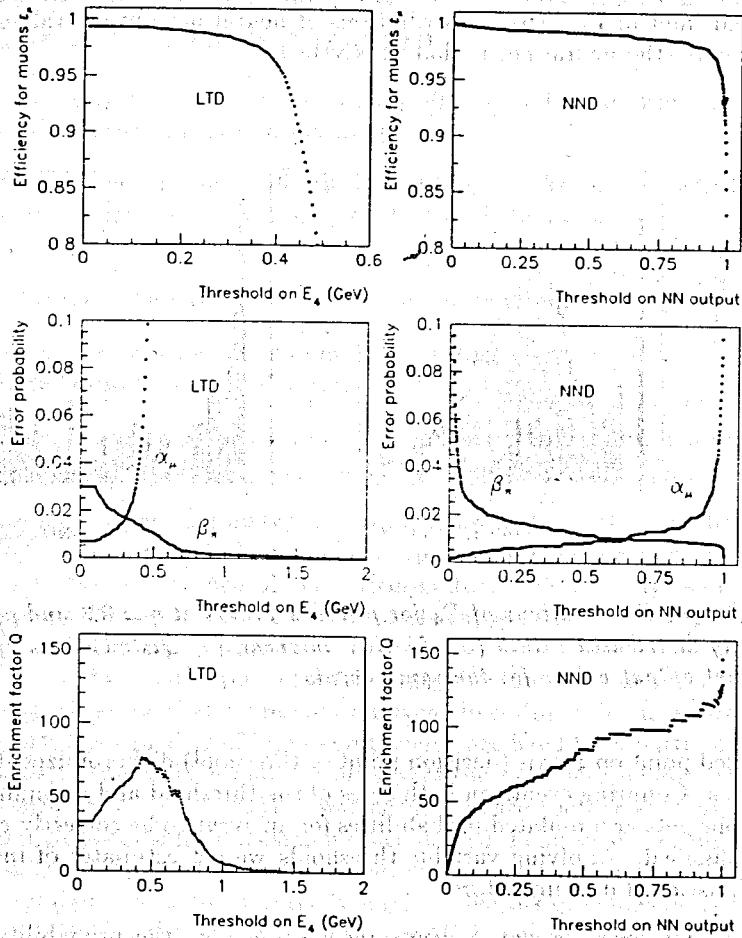 Efficiency for muons ε
1
0.95
0.9
0.85
0.8
LTD
0
0.2
0.4
0.6
Threshold on E4 (GeV)
Efficiency for muons ε
1
0.95
0.9
0.85
0.8
NND
0
0.25
0.5
0.75
1
Threshold on NN output
Error probability
0.1
0.08
0.06
0.04
0.02
0
LTD
αμ
βπ
0
0.5
1
1.5
2
Threshold on E4 (GeV)
Error probability
0.1
0.08
0.06
0.04
0.02
0
NND
βπ
αμ
0
0.25
0.5
0.75
1
Threshold on NN output
Enrichment factor Q
150
100
50
0
LTD
0
0.5
1
1.5
2
Threshold on E4 (GeV)
Enrichment factor Q
150
100
50
0
NND
0
0.25
0.5
0.75
1
Threshold on NN output